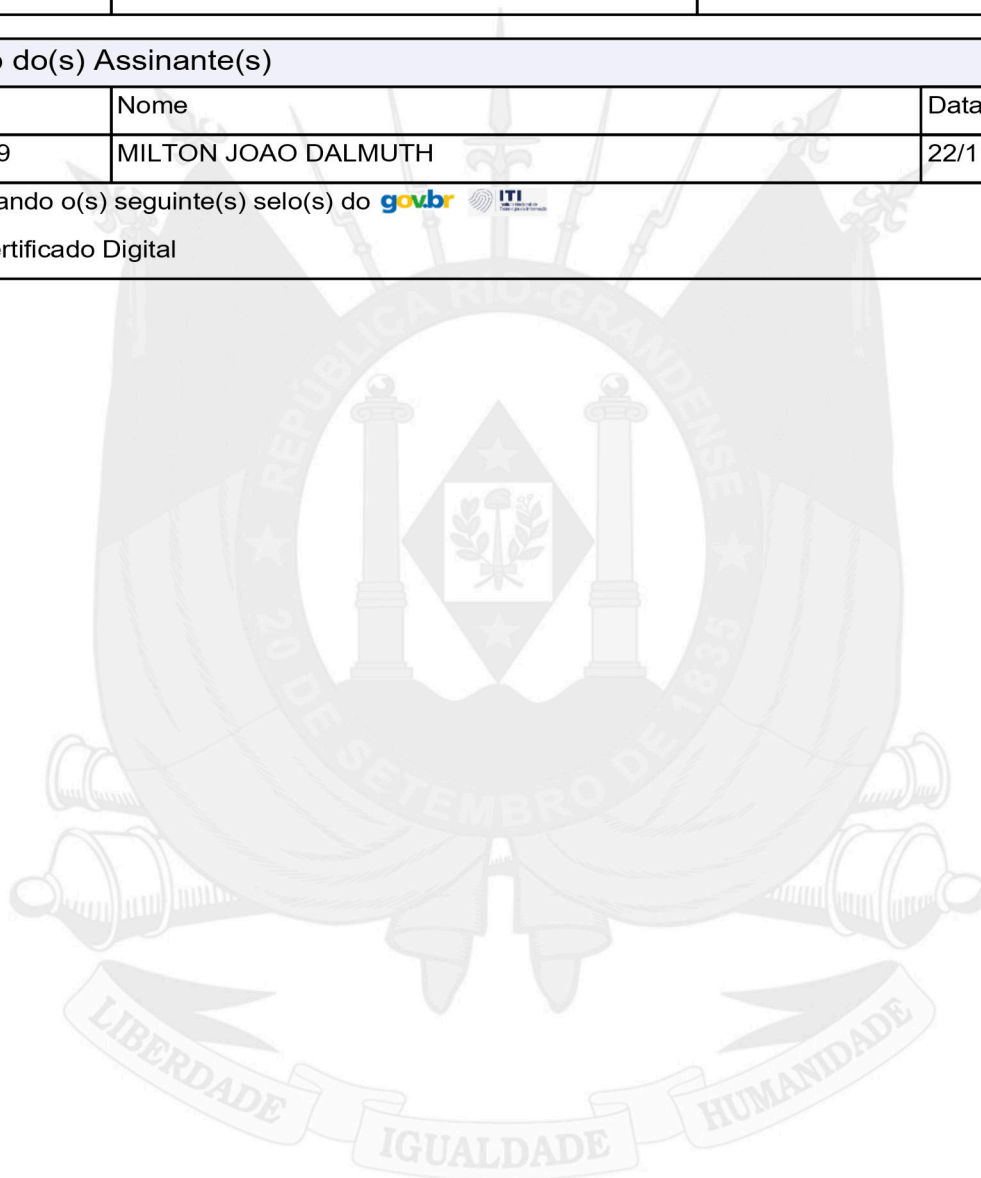 o do(s) Assinante(s)
Nome Data
9 MILTON JOAO DALMUTH 22/1
ando o(s) seguinte(s) selo(s) do gov.br ITI
ertificado Digital
REPÚBLICA RIO-GRANDENSE
20 DE SETEMBRO DE 1835
LIBERDADE IGUALDADE HUMANIDADE